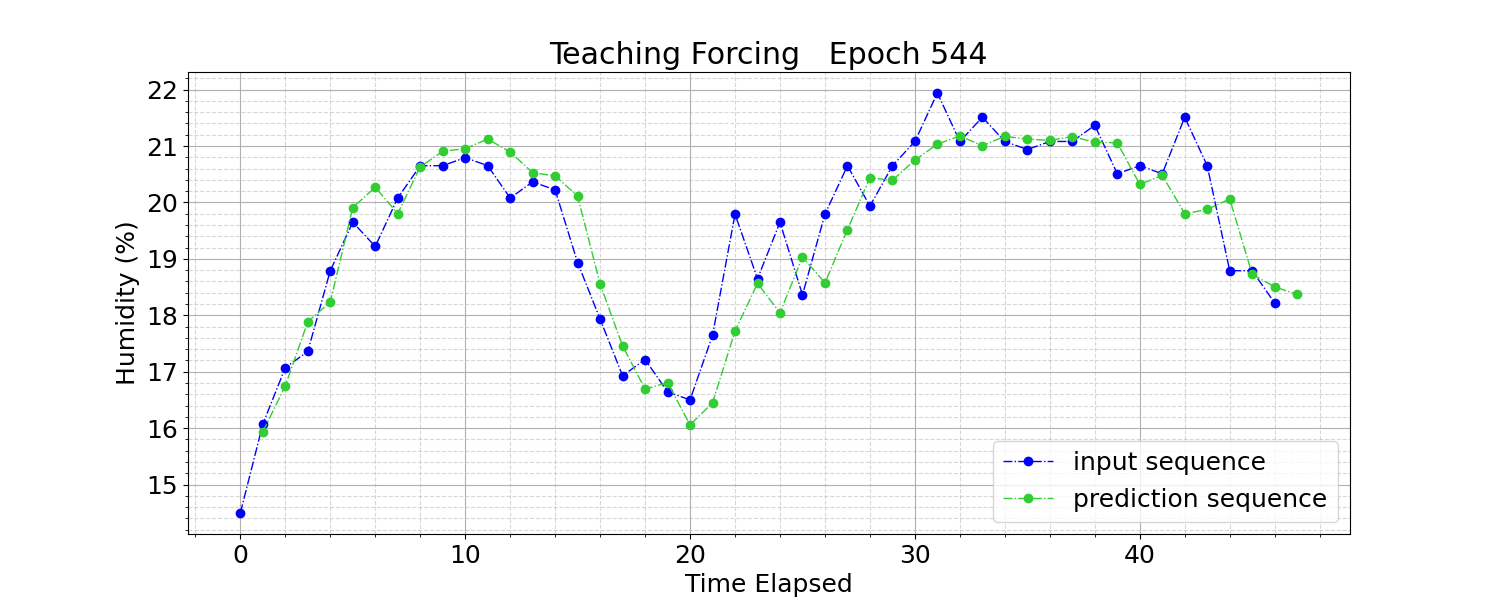 Teaching Forcing   Epoch 544
22
21
20
19
18
17
16
15
Humidity (%)
input sequence
prediction sequence
0 10 20 30 40
Time Elapsed